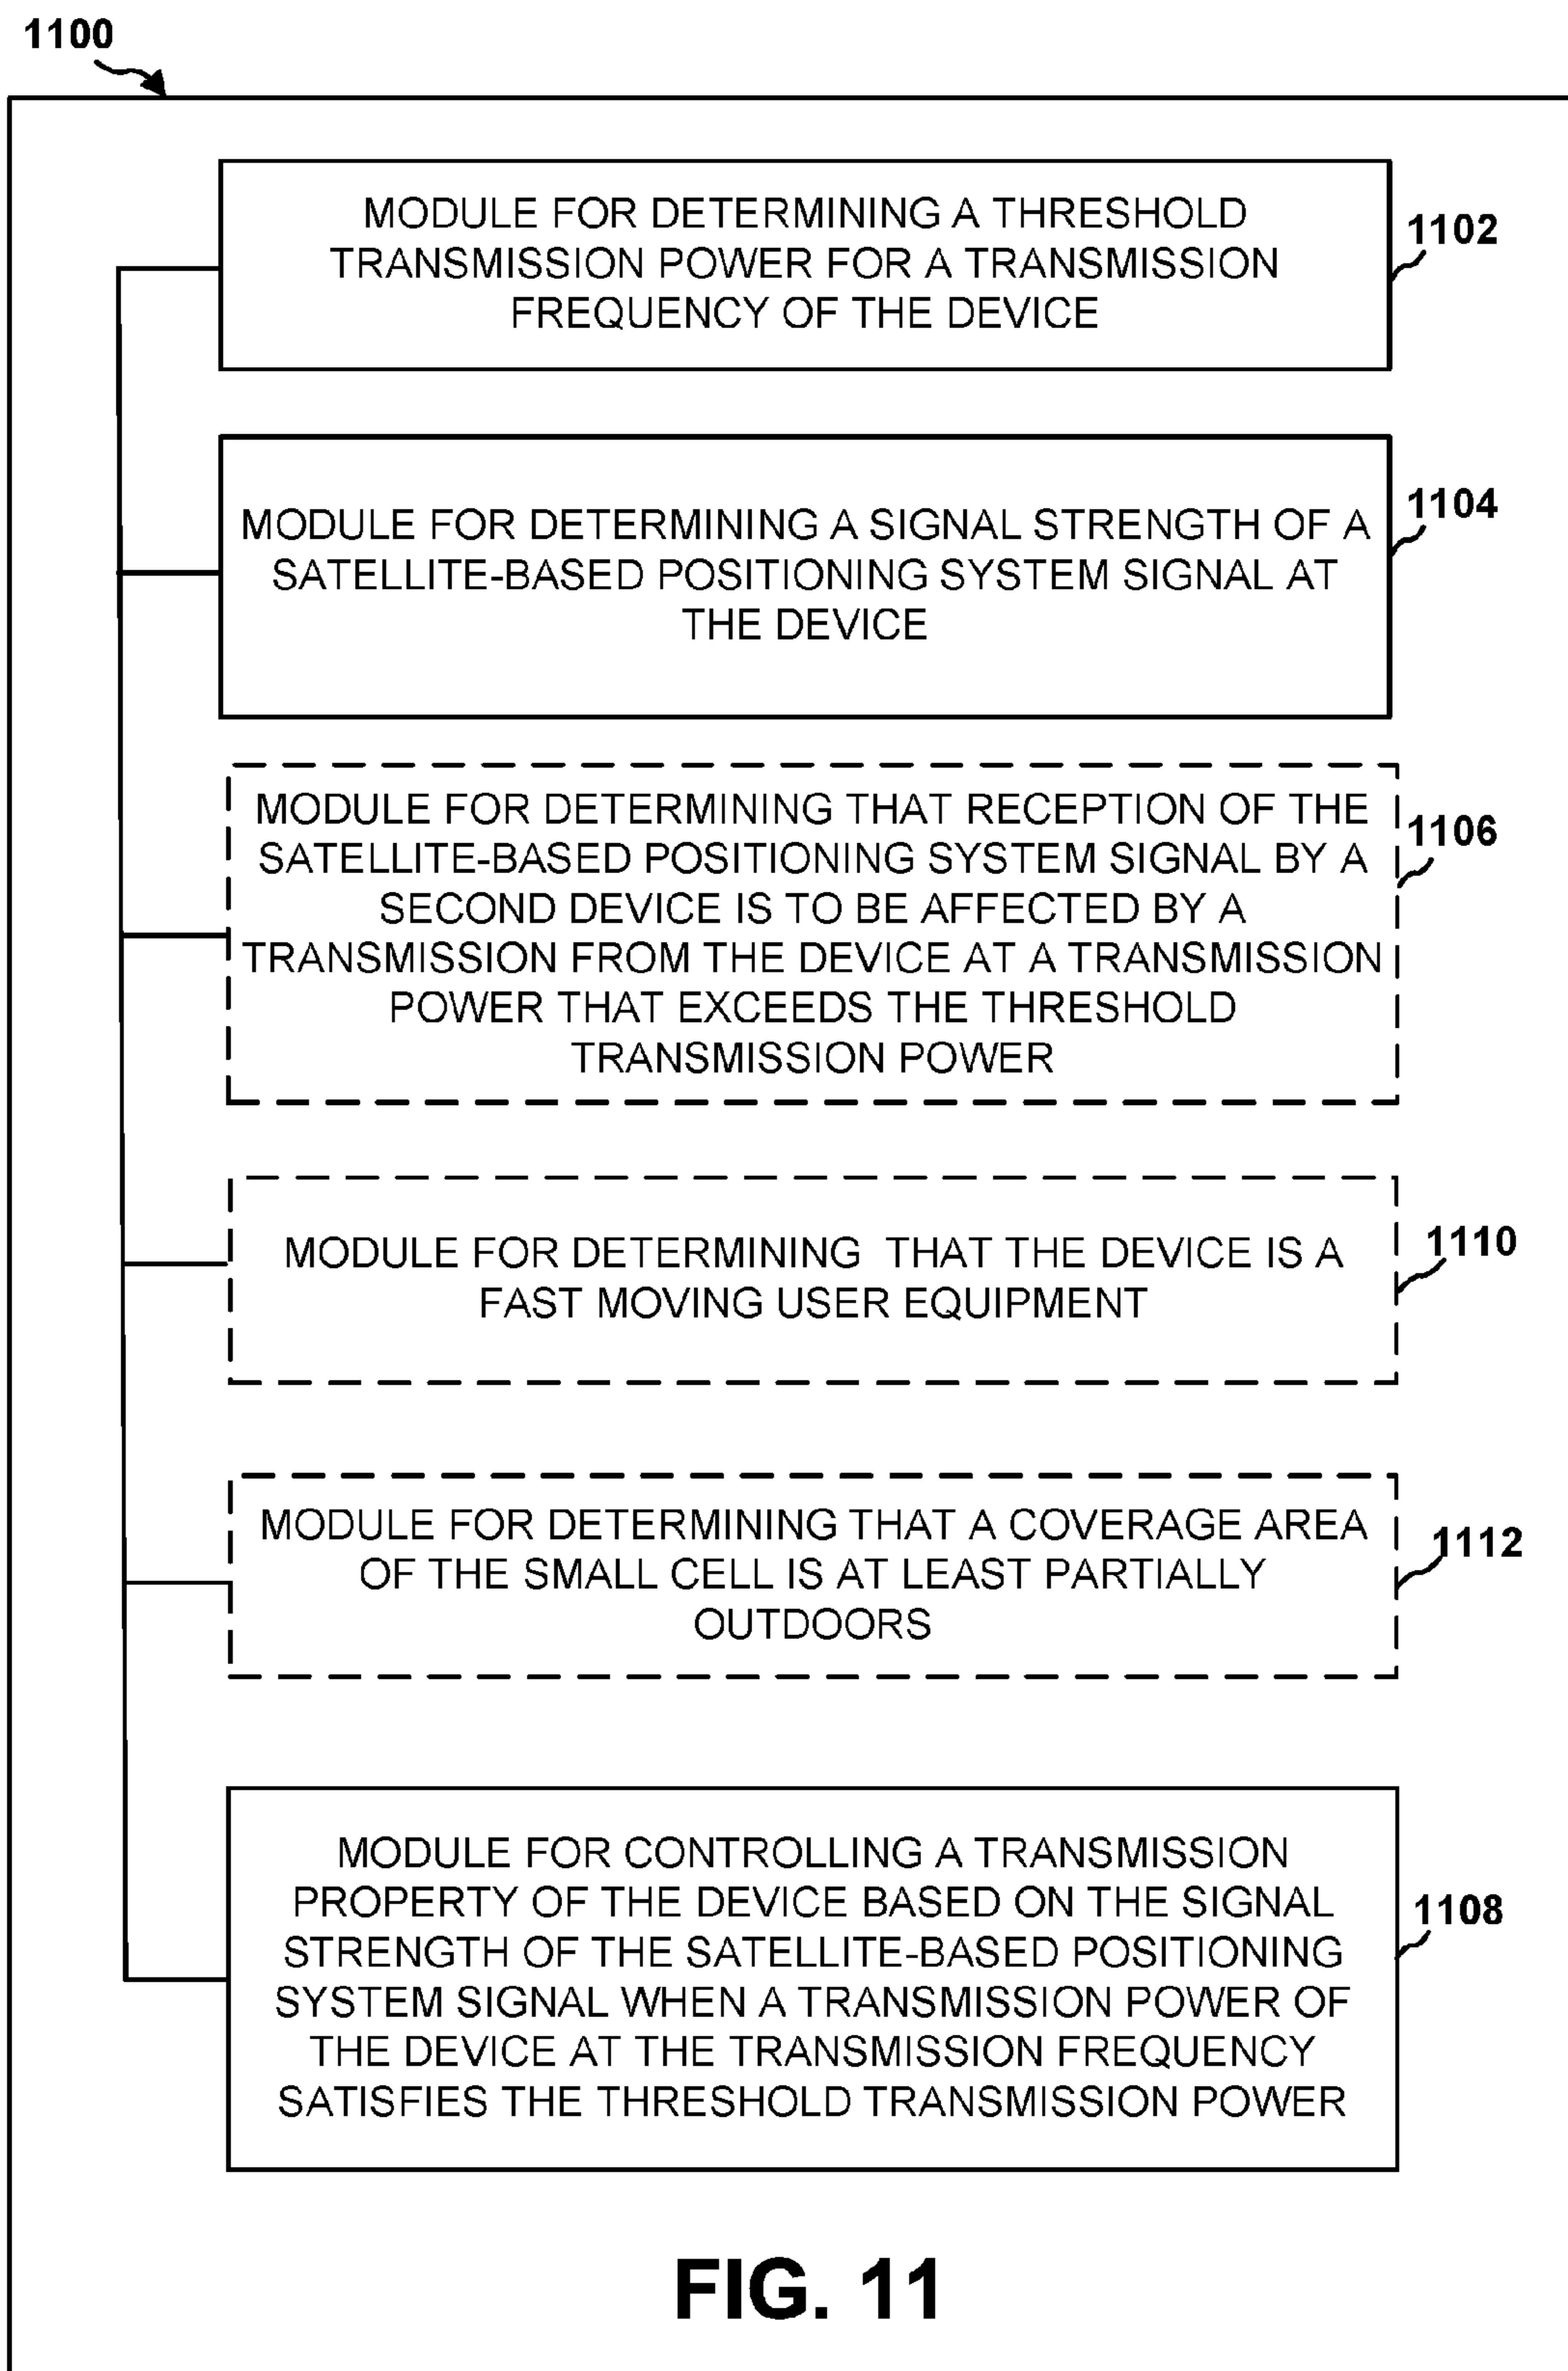 1100
MODULE FOR DETERMINING A THRESHOLD
TRANSMISSION POWER FOR A TRANSMISSION
FREQUENCY OF THE DEVICE
1102
MODULE FOR DETERMINING A SIGNAL STRENGTH OF A
SATELLITE-BASED POSITIONING SYSTEM SIGNAL AT
THE DEVICE
1104
MODULE FOR DETERMINING THAT RECEPTION OF THE
SATELLITE-BASED POSITIONING SYSTEM SIGNAL BY A
SECOND DEVICE IS TO BE AFFECTED BY A
TRANSMISSION FROM THE DEVICE AT A TRANSMISSION
POWER THAT EXCEEDS THE THRESHOLD
TRANSMISSION POWER
1106
MODULE FOR DETERMINING THAT THE DEVICE IS A
FAST MOVING USER EQUIPMENT
1110
MODULE FOR DETERMINING THAT A COVERAGE AREA
OF THE SMALL CELL IS AT LEAST PARTIALLY
OUTDOORS
1112
MODULE FOR CONTROLLING A TRANSMISSION
PROPERTY OF THE DEVICE BASED ON THE SIGNAL
STRENGTH OF THE SATELLITE-BASED POSITIONING
SYSTEM SIGNAL WHEN A TRANSMISSION POWER OF
THE DEVICE AT THE TRANSMISSION FREQUENCY
SATISFIES THE THRESHOLD TRANSMISSION POWER
1108
FIG. 11